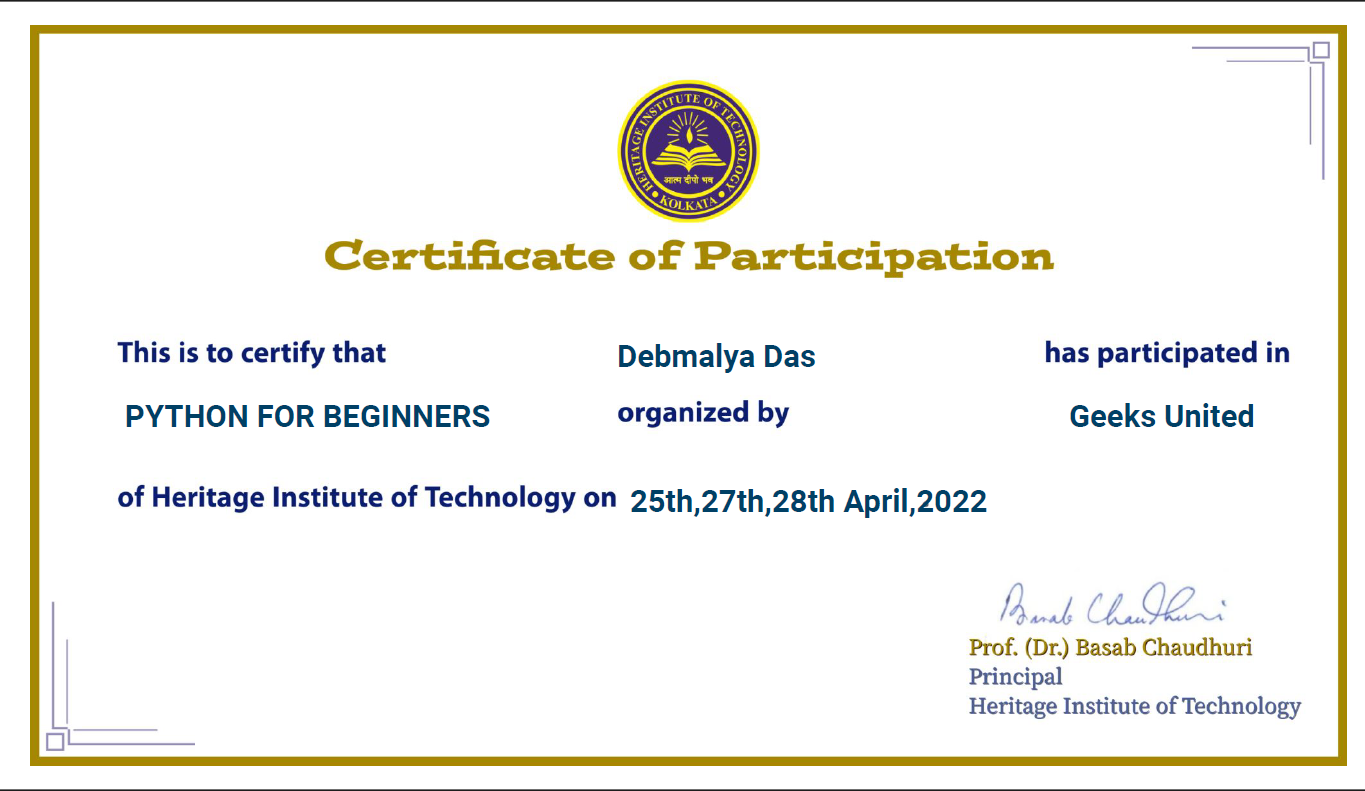 HERITAGE INSTITUTE OF TECHNOLOGY
आत्म दीपो भव
KOLKATA
Certificate of Participation
This is to certify that Debmalya Das has participated in
PYTHON FOR BEGINNERS organized by Geeks United
of Heritage Institute of Technology on 25th,27th,28th April,2022
Basab Chaudhuri
Prof. (Dr.) Basab Chaudhuri
Principal
Heritage Institute of Technology